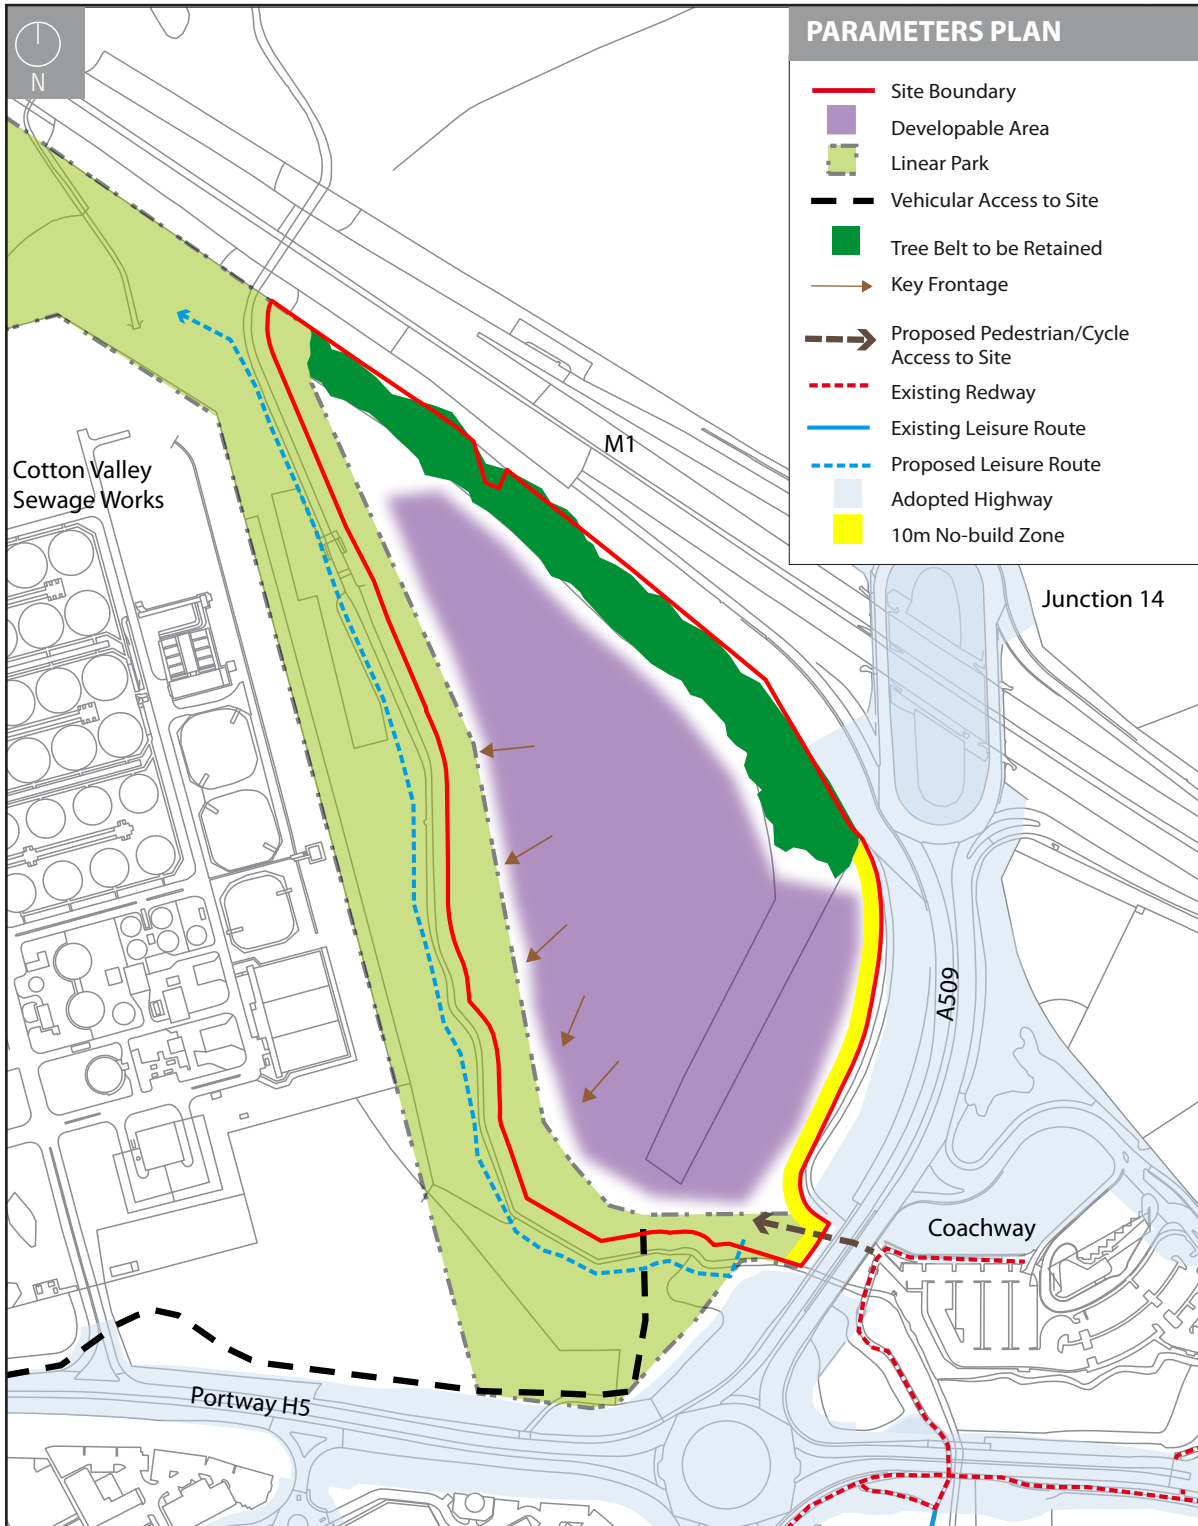 N
PARAMETERS PLAN
Site Boundary
Developable Area
Linear Park
Vehicular Access to Site
Tree Belt to be Retained
Key Frontage
Proposed Pedestrian/Cycle
Access to Site
Existing Redway
Existing Leisure Route
Proposed Leisure Route
Adopted Highway
10m No-build Zone
M1
Cotton Valley
Sewage Works
Junction 14
A509
Coachway
Portway H5